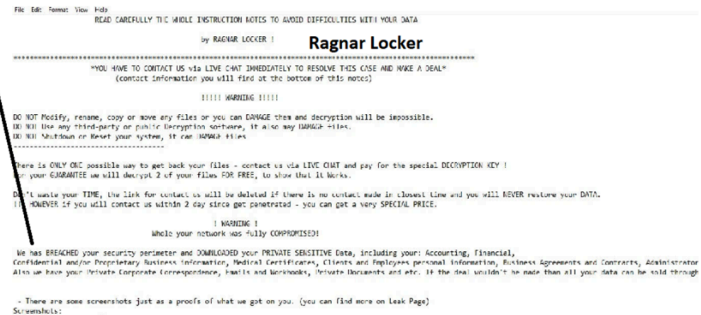 File Edit Format View Help
READ CAREFULLY THE WHOLE INSTRUCTION NOTES TO AVOID DIFFICULTIES WITH YOUR DATA
by RAGNAR LOCKER !
Ragnar Locker
*YOU HAVE TO CONTACT US via LIVE CHAT IMMEDIATELY TO RESOLVE THIS CASE AND MAKE A DEAL*
(contact information you will find at the bottom of this notes)
!!!!! WARNING !!!!!
DO NOT Modify, rename, copy or move any files or you can DAMAGE them and decryption will be impossible.
DO NOT Use any third-party or public Decryption software, it also may DAMAGE files.
DO NOT Shutdown or Reset your system, it can DAMAGE files
------------------------------------
There is ONLY ONE possible way to get back your files - contact us via LIVE CHAT and pay for the special DECRYPTION KEY !
your GUARANTEE we will decrypt 2 of your files FOR FREE, to show that it Works.
waste your TIME, the link for contact us will be deleted if there is no contact made in closest time and you will NEVER restore your DATA.
HOWEVER if you will contact us within 2 day since get penetrated - you can get a very SPECIAL PRICE.
! WARNING !
Whole your network was fully COMPROMISED!
We has BREACHED your security perimeter and DOWNLOADED your PRIVATE SENSITIVE Data, including your: Accounting, Financial,
Confidential and/or Proprietary Business information, Medical Certificates, Clients and Employees personal information, Business Agreements and Contracts, Administrator
Also we have your Private Corporate Correspondence, Emails and Workbooks, Private Documents and etc. If the deal wouldn't be made than all your data can be sold through
- There are some screenshots just as a proofs of what we got on you. (you can find more on Leak Page)
Screenshots: